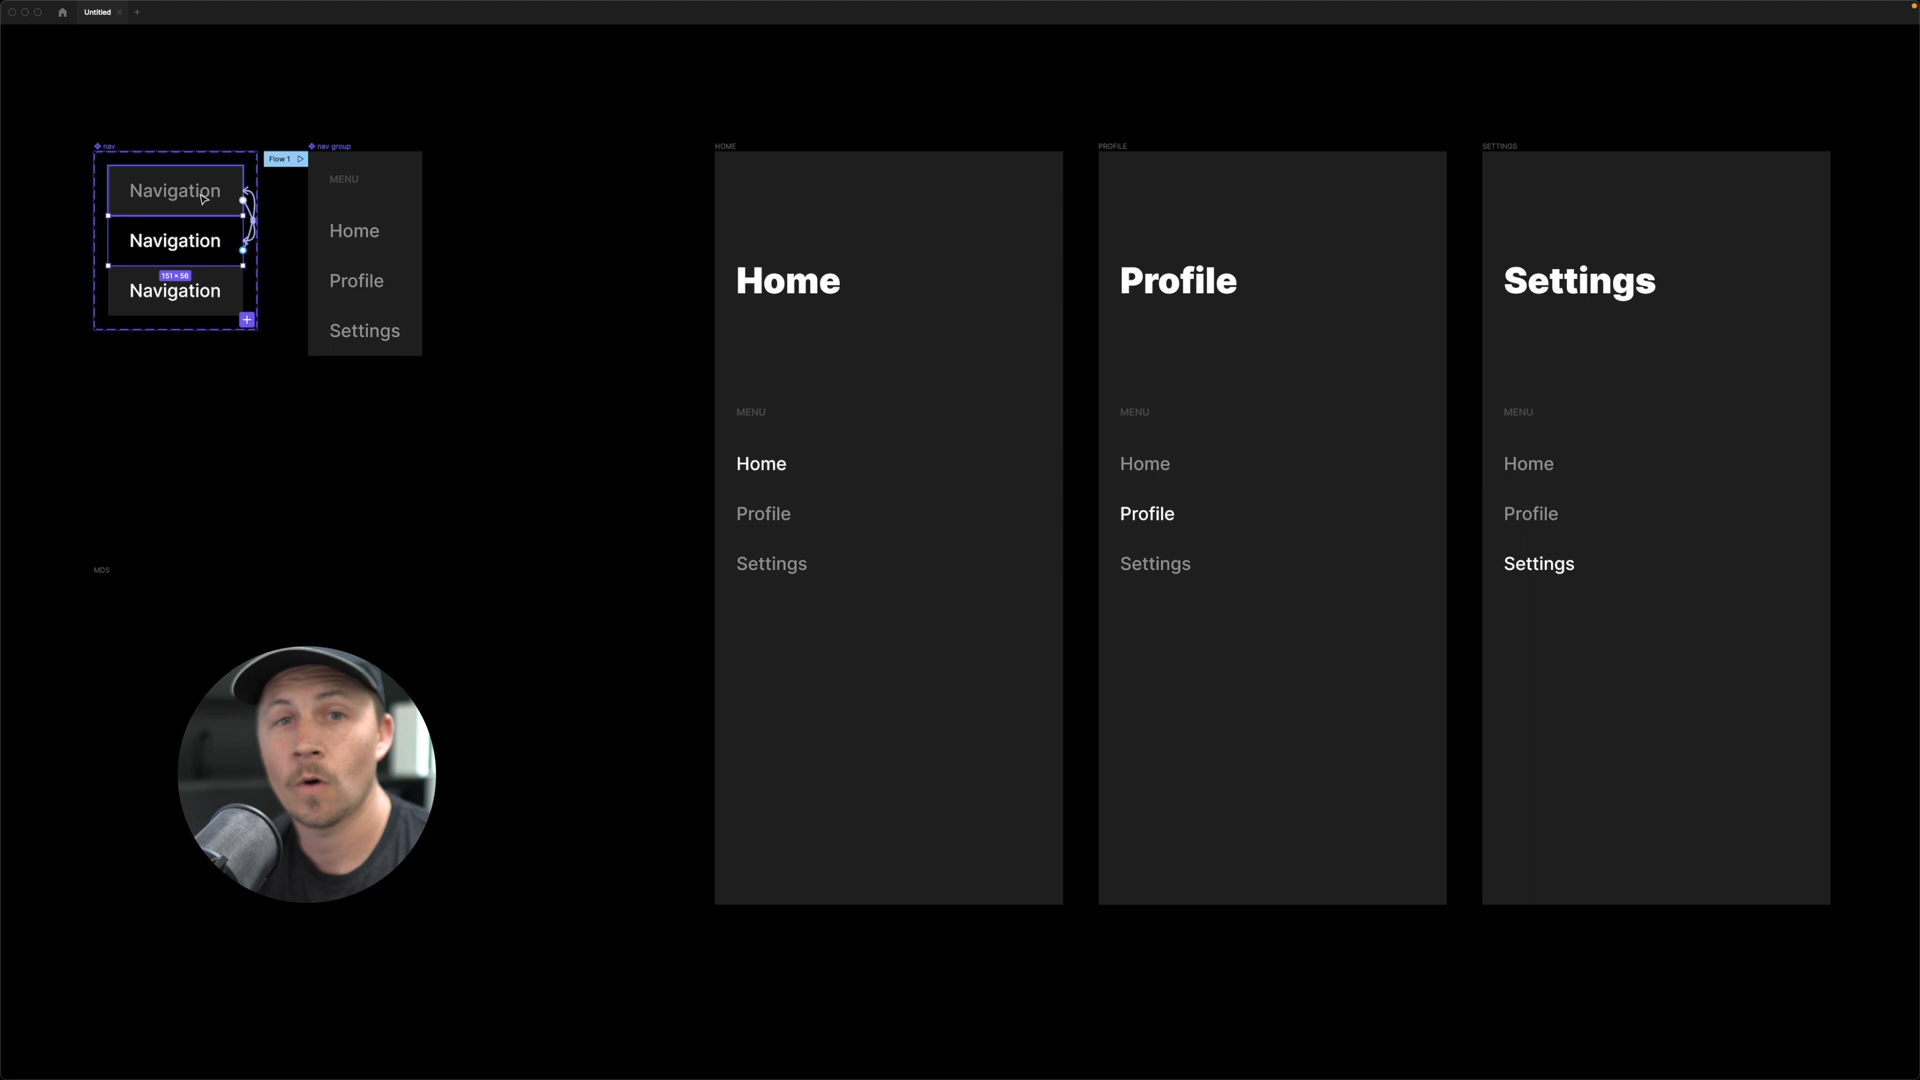 Untitled
nav
Navigation
Navigation
151 × 56
Navigation
Flow 1
nav group
MENU
Home
Profile
Settings
MDS
HOME
Home
MENU
Home
Profile
Settings
PROFILE
Profile
MENU
Home
Profile
Settings
SETTINGS
Settings
MENU
Home
Profile
Settings